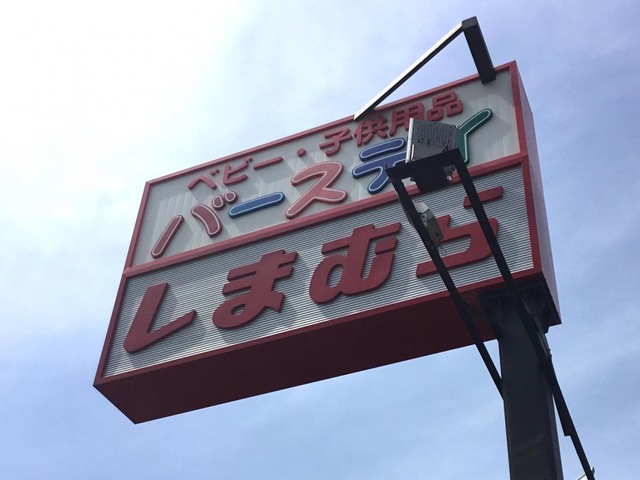 ベビー・子供用品
バースデイ
しまむら